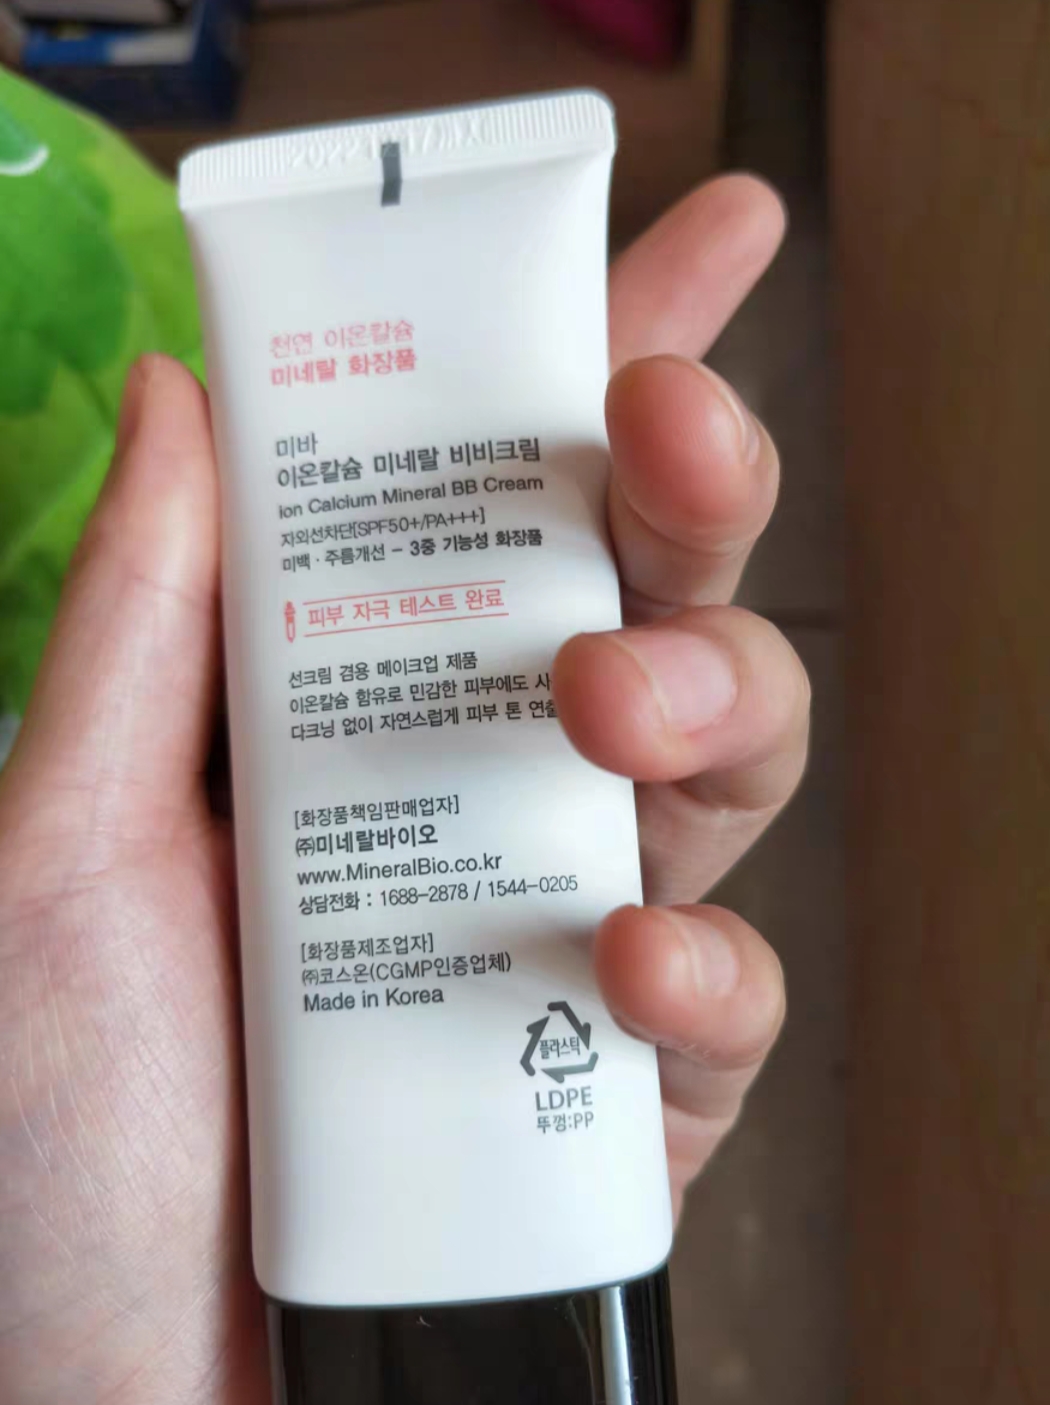 천연 이온칼슘
미네랄 화장품
미바
이온칼슘 미네랄 비비크림
Ion Calcium Mineral BB Cream
자외선차단[SPF50+/PA+++]
미백 · 주름개선 – 3중 기능성 화장품
피부 자극 테스트 완료
선크림 겸용 메이크업 제품
이온칼슘 함유로 민감한 피부에도
다크닝 없이 자연스럽게 피부 톤
[화장품책임판매업자]
㈜미네랄바이오
www.MineralBio.co.kr
상담전화 : 1688–2878 / 1544–0205
[화장품제조업자]
㈜코스온(CGMP인증업체)
Made in Korea
플라스틱
LDPE
뚜껑:PP